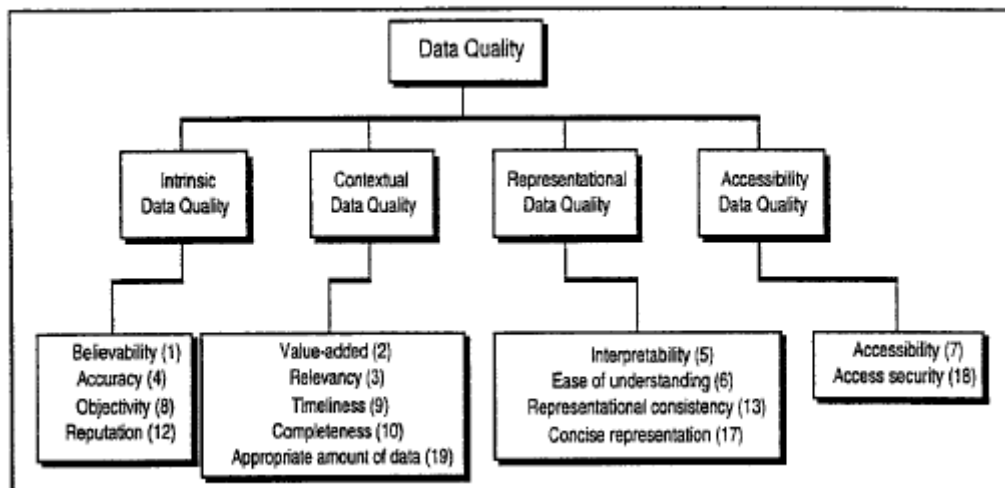 Data Quality
Intrinsic
Data Quality
Contextual
Data Quality
Representational
Data Quality
Accessibility
Data Quality
Believability (1)
Accuracy (4)
Objectivity (8)
Reputation (12)
Value-added (2)
Relevancy (3)
Timeliness (9)
Completeness (10)
Appropriate amount of data (19)
Interpretability (5)
Ease of understanding (6)
Representational consistency (13)
Concise representation (17)
Accessibility (7)
Access security (18)